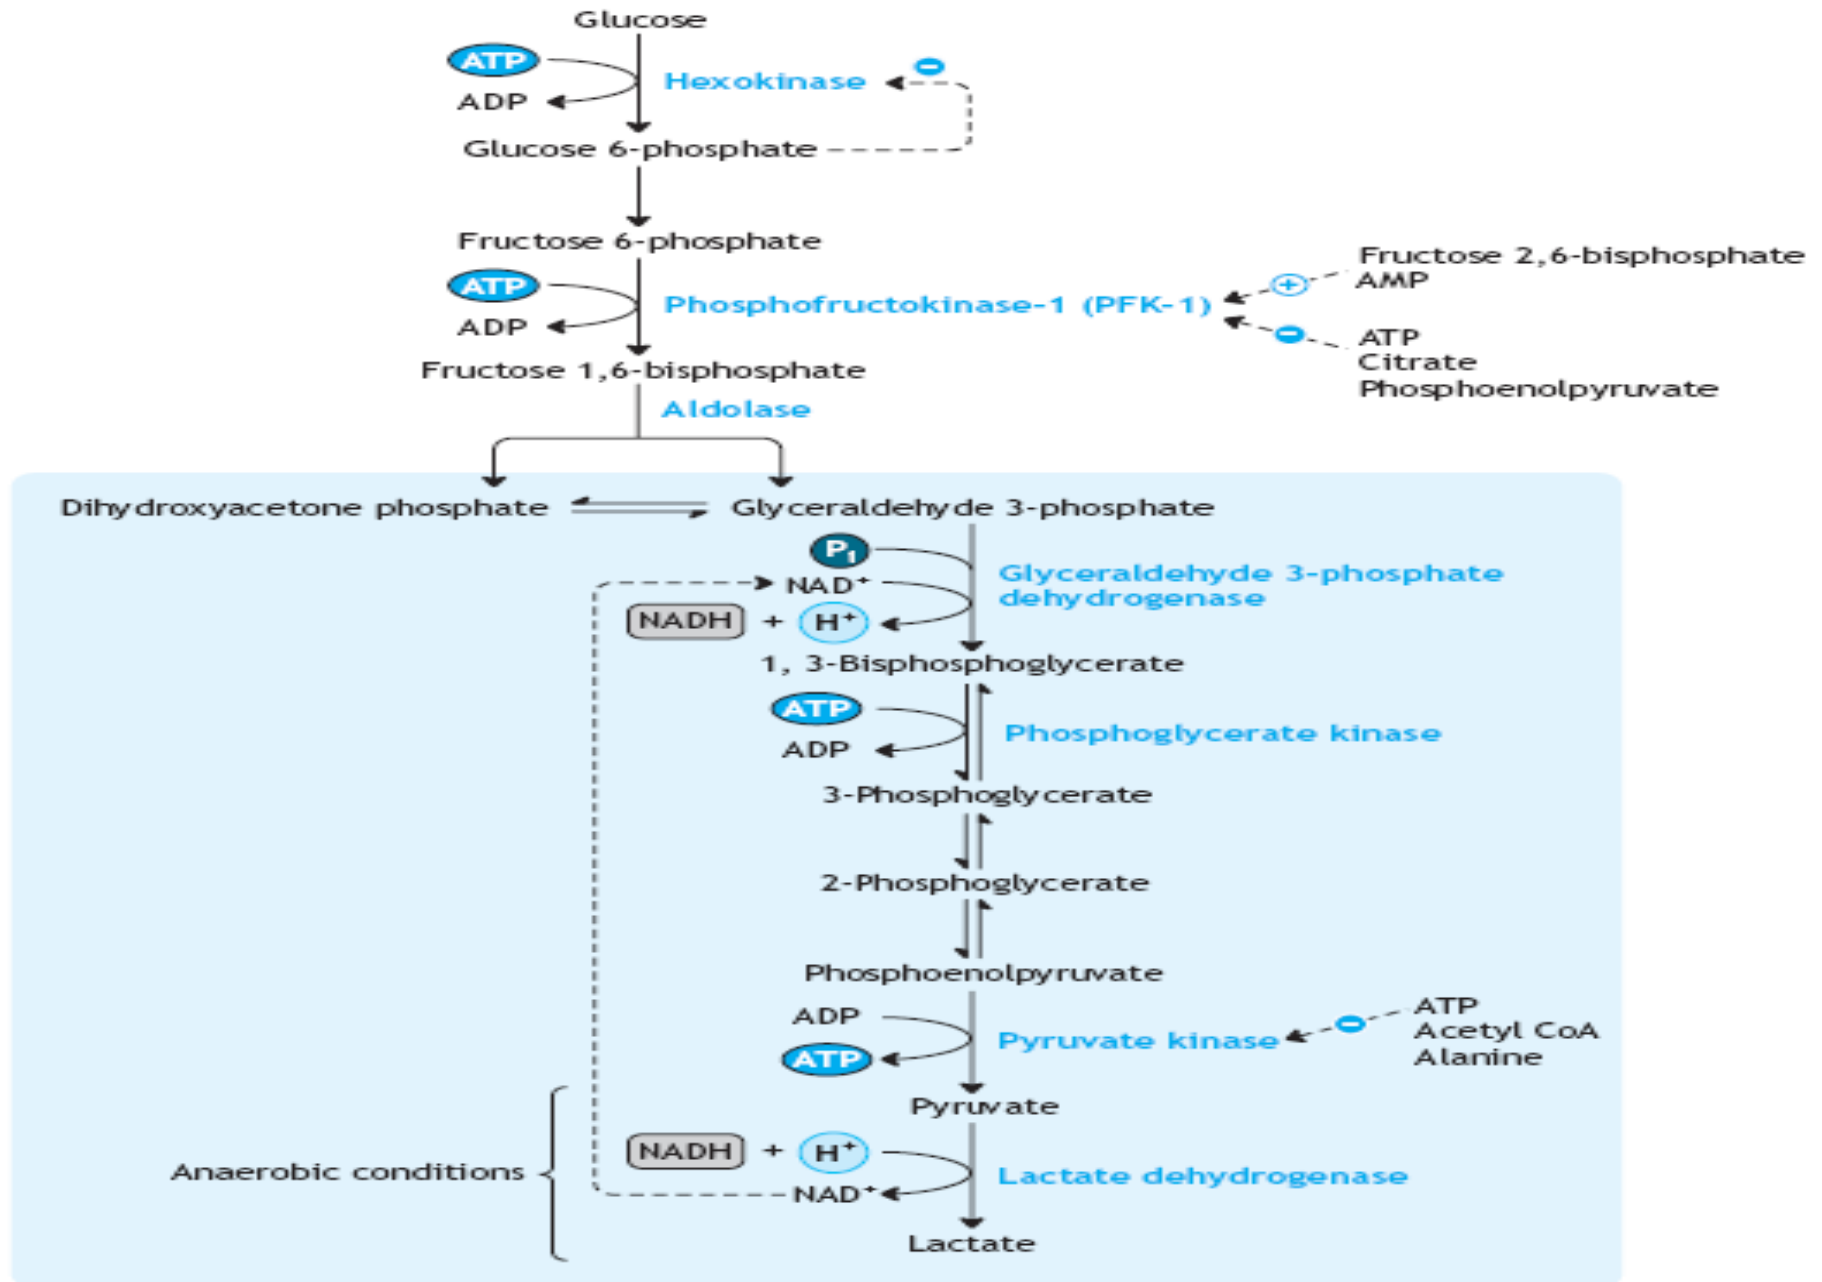 Glucose
ATP
ADP
Hexokinase
Glucose 6-phosphate
Fructose 6-phosphate
ATP
ADP
Phosphofructokinase-1 (PFK-1)
Fructose 2,6-bisphosphate
AMP
+
ATP
Citrate
Phosphoenolpyruvate
Fructose 1,6-bisphosphate
Aldolase
Dihydroxyacetone phosphate
Glyceraldehyde 3-phosphate
P₁
NAD⁺
NADH + H⁺
Glyceraldehyde 3-phosphate
dehydrogenase
1, 3-Bisphosphoglycerate
ATP
ADP
Phosphoglycerate kinase
3-Phosphoglycerate
2-Phosphoglycerate
Phosphoenolpyruvate
ADP
ATP
Pyruvate kinase
ATP
Acetyl CoA
Alanine
Pyruvate
Anaerobic conditions
NADH + H⁺
NAD⁺
Lactate dehydrogenase
Lactate